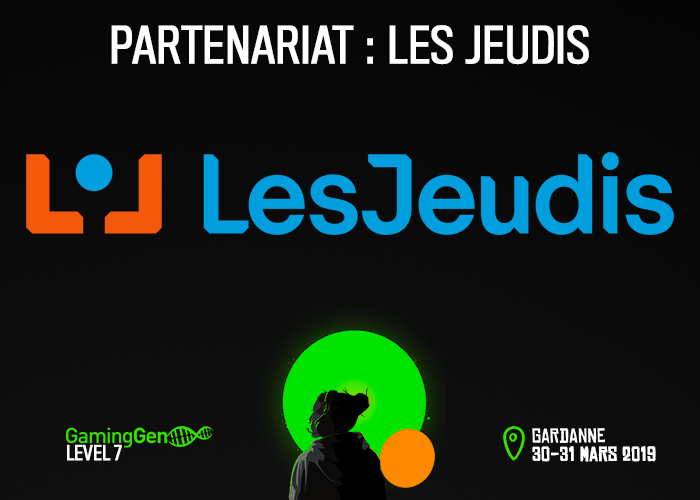 PARTENARIAT : LES JEUDIS
LesJeudis
GamingGen
LEVEL 7
GARDANNE
30-31 MARS 2019